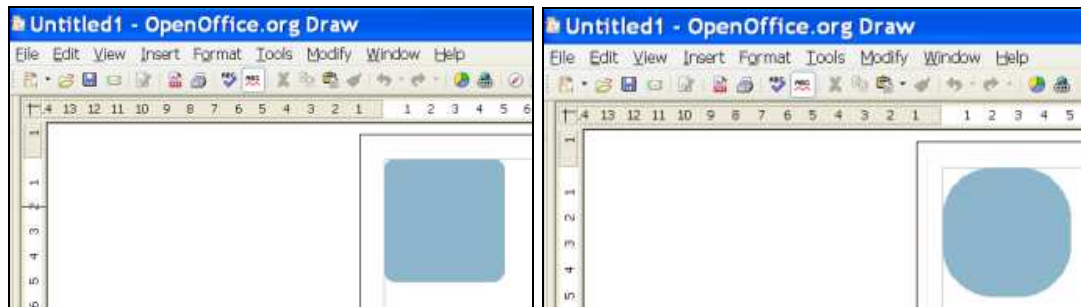 Untitled1 - OpenOffice.org Draw
File Edit View Insert Format Tools Modify Window Help
4 13 12 11 10 9 8 7 6 5 4 3 2 1 1 2 3 4 5 6
1
1
2
3
4
5
6
Untitled1 - OpenOffice.org Draw
File Edit View Insert Format Tools Modify Window Help
4 13 12 11 10 9 8 7 6 5 4 3 2 1 1 2 3 4 5
1
1
2
3
4
5